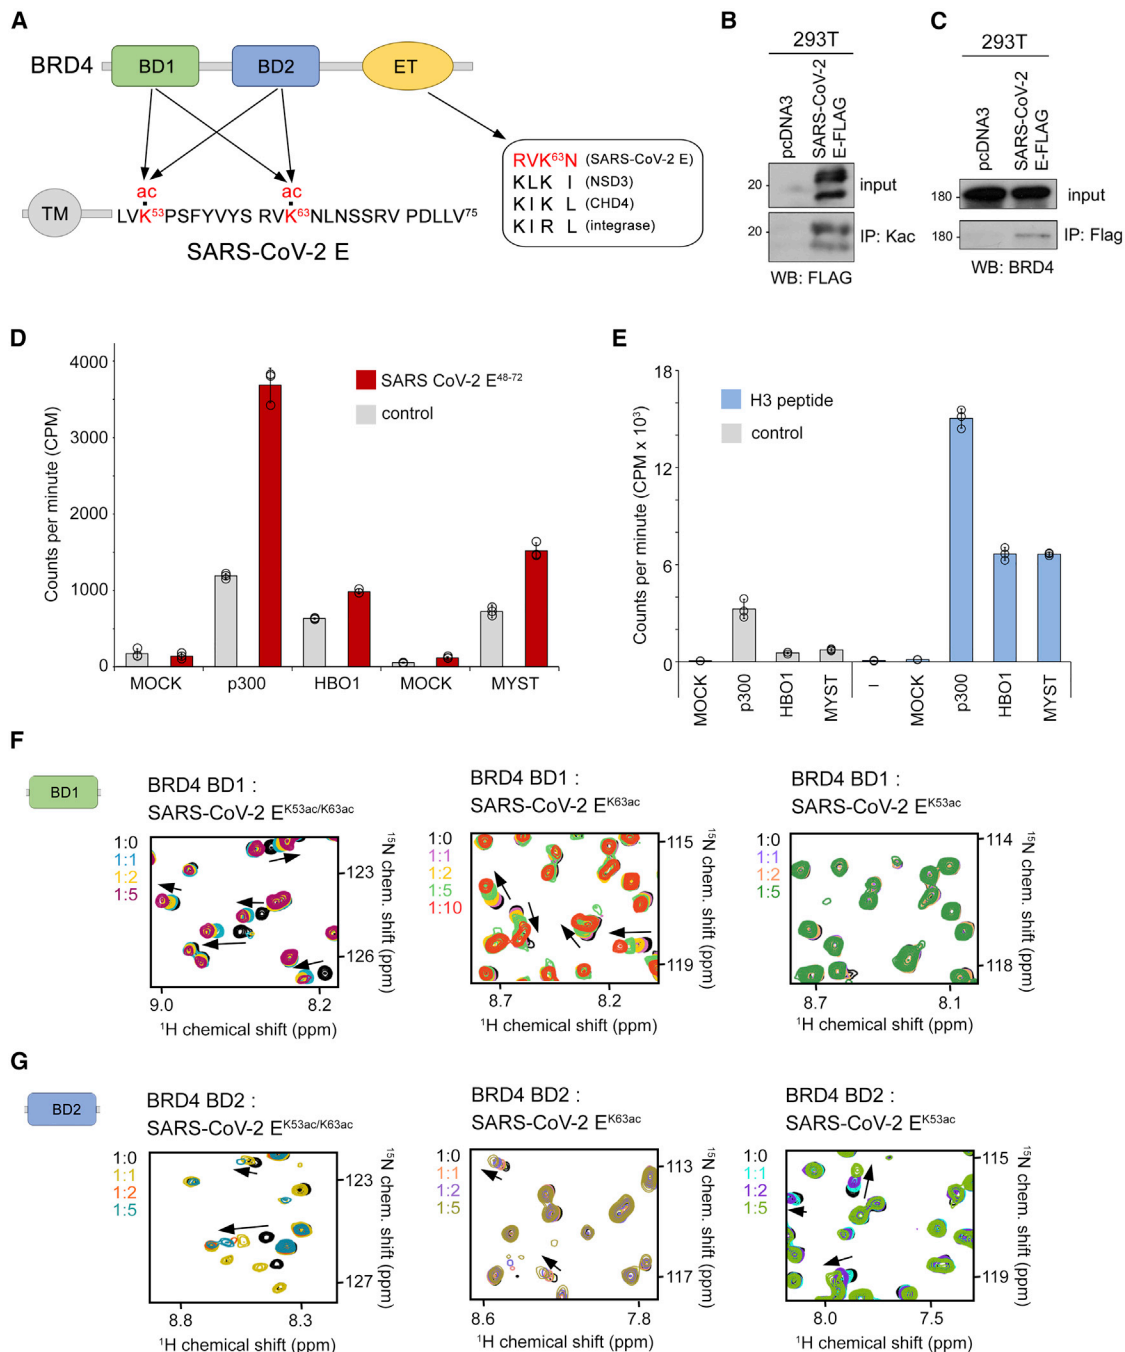 A
BRD4
BD1
BD2
ET
ac
ac
TM
LVK53PSFYVYS RVK63NLNSSRV PDLLV75
SARS-CoV-2 E
RVK63N (SARS-CoV-2 E)
KLK I (NSD3)
KIK L (CHD4)
KIR L (integrase)
B
293T
pcDNA3
SARS-CoV-2
E-FLAG
20
input
20
IP: Kac
WB: FLAG
C
293T
pcDNA3
SARS-CoV-2
E-FLAG
180
input
180
IP: Flag
WB: BRD4
D
Counts per minute (CPM)
4000
3000
2000
1000
0
SARS CoV-2 E48-72
control
MOCK
p300
HBO1
MOCK
MYST
E
Counts per minute (CPM x 10³)
18
12
6
0
H3 peptide
control
MOCK
p300
HBO1
MYST
–
MOCK
p300
HBO1
MYST
F
BD1
BRD4 BD1 :
SARS-CoV-2 EK53ac/K63ac
1:0
1:1
1:2
1:5
123
126
15N chem. shift (ppm)
9.0
8.2
1H chemical shift (ppm)
BRD4 BD1 :
SARS-CoV-2 EK63ac
1:0
1:1
1:2
1:5
1:10
115
119
15N chem. shift (ppm)
8.7
8.2
1H chemical shift (ppm)
BRD4 BD1 :
SARS-CoV-2 EK53ac
1:0
1:1
1:2
1:5
114
118
15N chem. shift (ppm)
8.7
8.1
1H chemical shift (ppm)
G
BD2
BRD4 BD2 :
SARS-CoV-2 EK53ac/K63ac
1:0
1:1
1:2
1:5
123
127
15N chem. shift (ppm)
8.8
8.3
1H chemical shift (ppm)
BRD4 BD2 :
SARS-CoV-2 EK63ac
1:0
1:1
1:2
1:5
113
117
15N chem. shift (ppm)
8.6
7.8
1H chemical shift (ppm)
BRD4 BD2 :
SARS-CoV-2 EK53ac
1:0
1:1
1:2
1:5
115
119
15N chem. shift (ppm)
8.0
7.5
1H chemical shift (ppm)